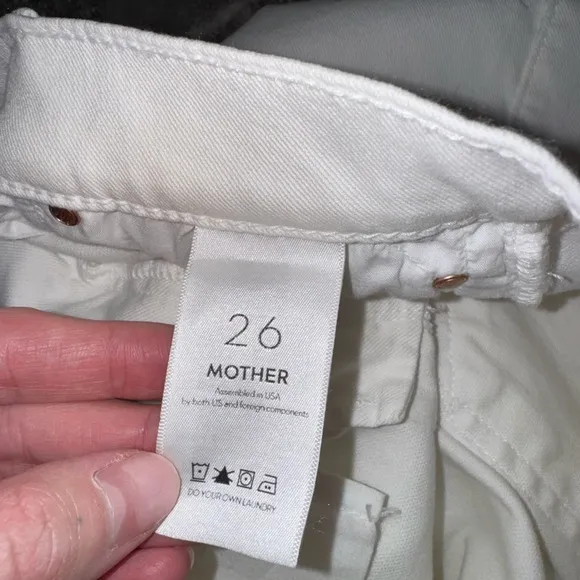 26
MOTHER
Assembled in USA
by both US and foreign components
DO YOUR OWN LAUNDRY